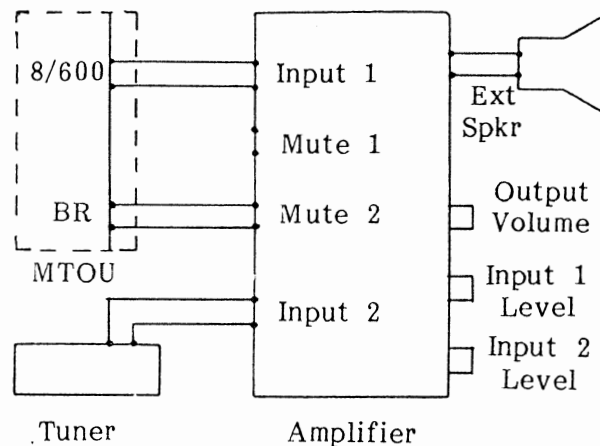 8/600
Input 1
Ext
Spkr
Mute 1
BR
Mute 2
Output
Volume
MTOU
Input 1
Level
Input 2
Input 2
Level
Tuner
Amplifier